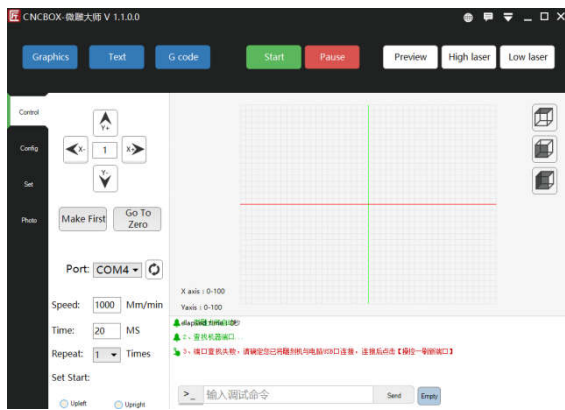 匠 CNCBOX-微雕大师 V 1.1.0.0
Graphics Text G code Start Pause Preview High laser Low laser
Control
Config
Set
Photo
Y+
X- 1 X+
Y-
Make First Go To Zero
Port: COM4
Speed: 1000 Mm/min
Time: 20 MS
Repeat: 1 Times
Set Start:
Upleft Upright
X axis : 0-100
Yaxis : 0-100
2、查找机器端口
3、端口查找失败，请确定您已将雕刻机与电脑USB口连接，连接后点击【操控—刷新端口】
>_ 输入调试命令 Send Empty